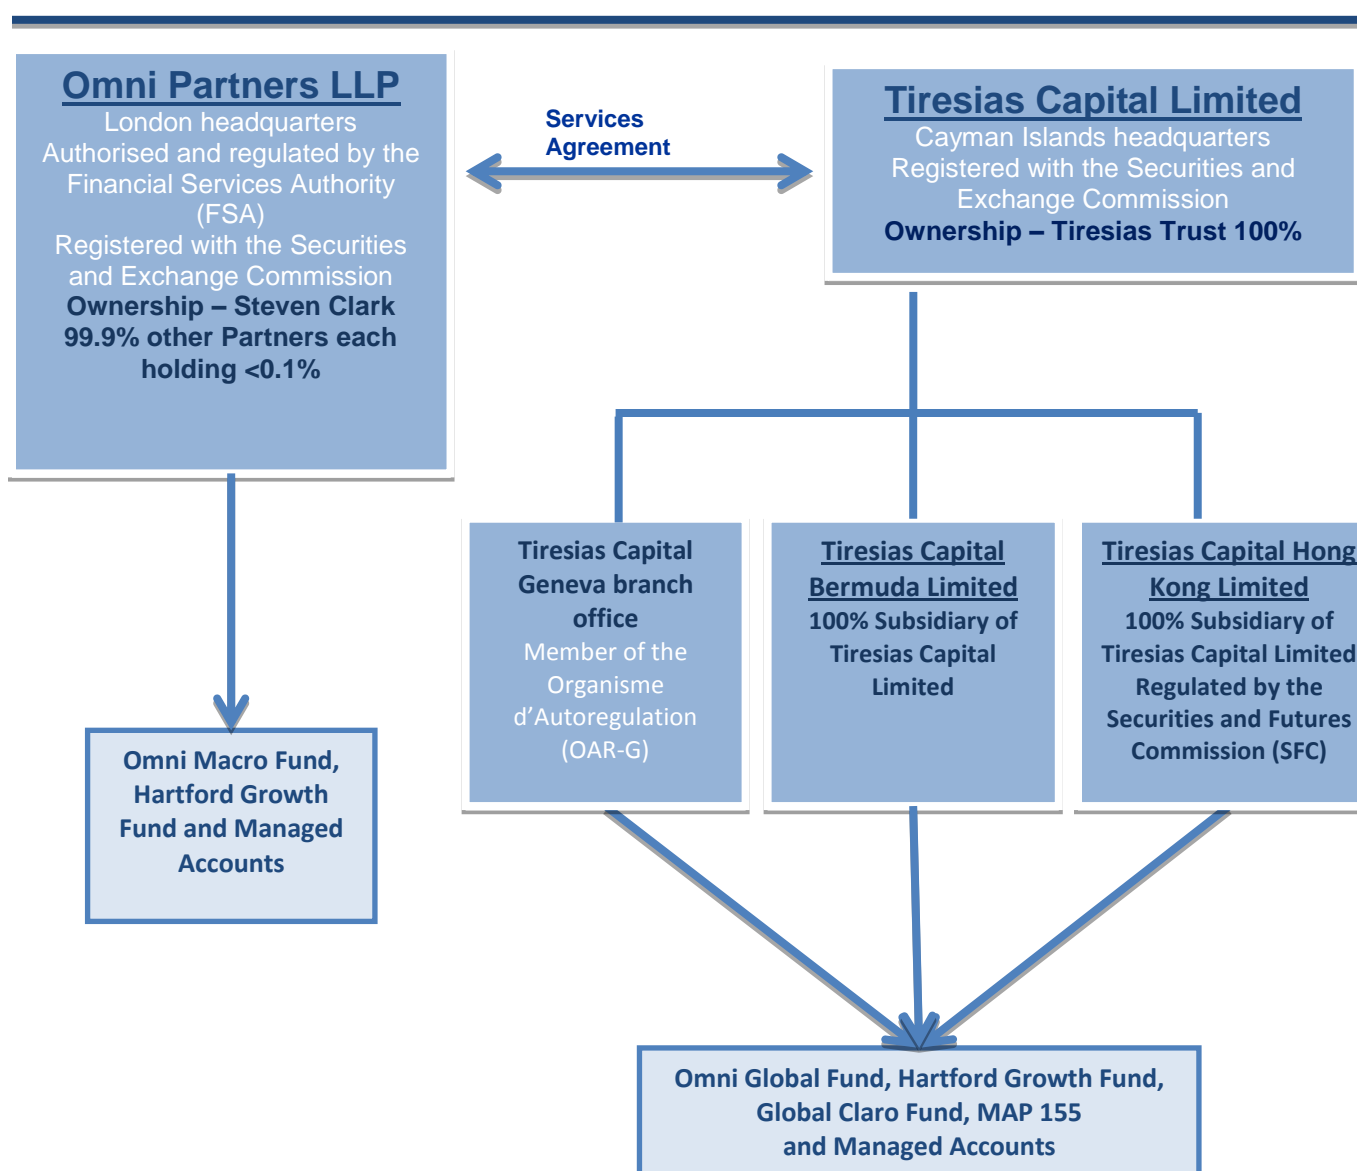 Omni Partners LLP
London headquarters
Authorised and regulated by the
Financial Services Authority
(FSA)
Registered with the Securities
and Exchange Commission
Ownership – Steven Clark
99.9% other Partners each
holding <0.1%
Services
Agreement
Tiresias Capital Limited
Cayman Islands headquarters
Registered with the Securities and
Exchange Commission
Ownership – Tiresias Trust 100%
Tiresias Capital
Geneva branch
office
Member of the
Organisme
d’Autoregulation
(OAR-G)
Tiresias Capital
Bermuda Limited
100% Subsidiary of
Tiresias Capital
Limited
Tiresias Capital Hong
Kong Limited
100% Subsidiary of
Tiresias Capital Limited
Regulated by the
Securities and Futures
Commission (SFC)
Omni Macro Fund,
Hartford Growth
Fund and Managed
Accounts
Omni Global Fund, Hartford Growth Fund,
Global Claro Fund, MAP 155
and Managed Accounts